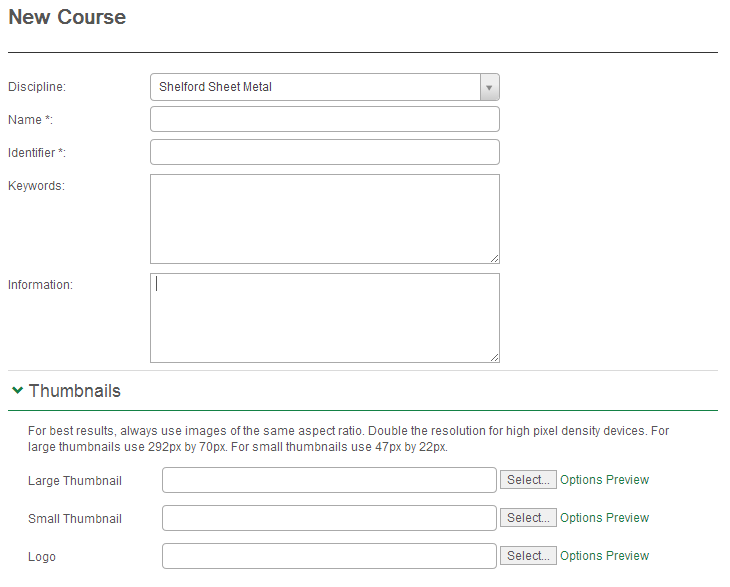 New Course
Discipline: Shelford Sheet Metal
Name *:
Identifier *:
Keywords:
Information:
Thumbnails
For best results, always use images of the same aspect ratio. Double the resolution for high pixel density devices. For
large thumbnails use 292px by 70px. For small thumbnails use 47px by 22px.
Large Thumbnail Select... Options Preview
Small Thumbnail Select... Options Preview
Logo Select... Options Preview